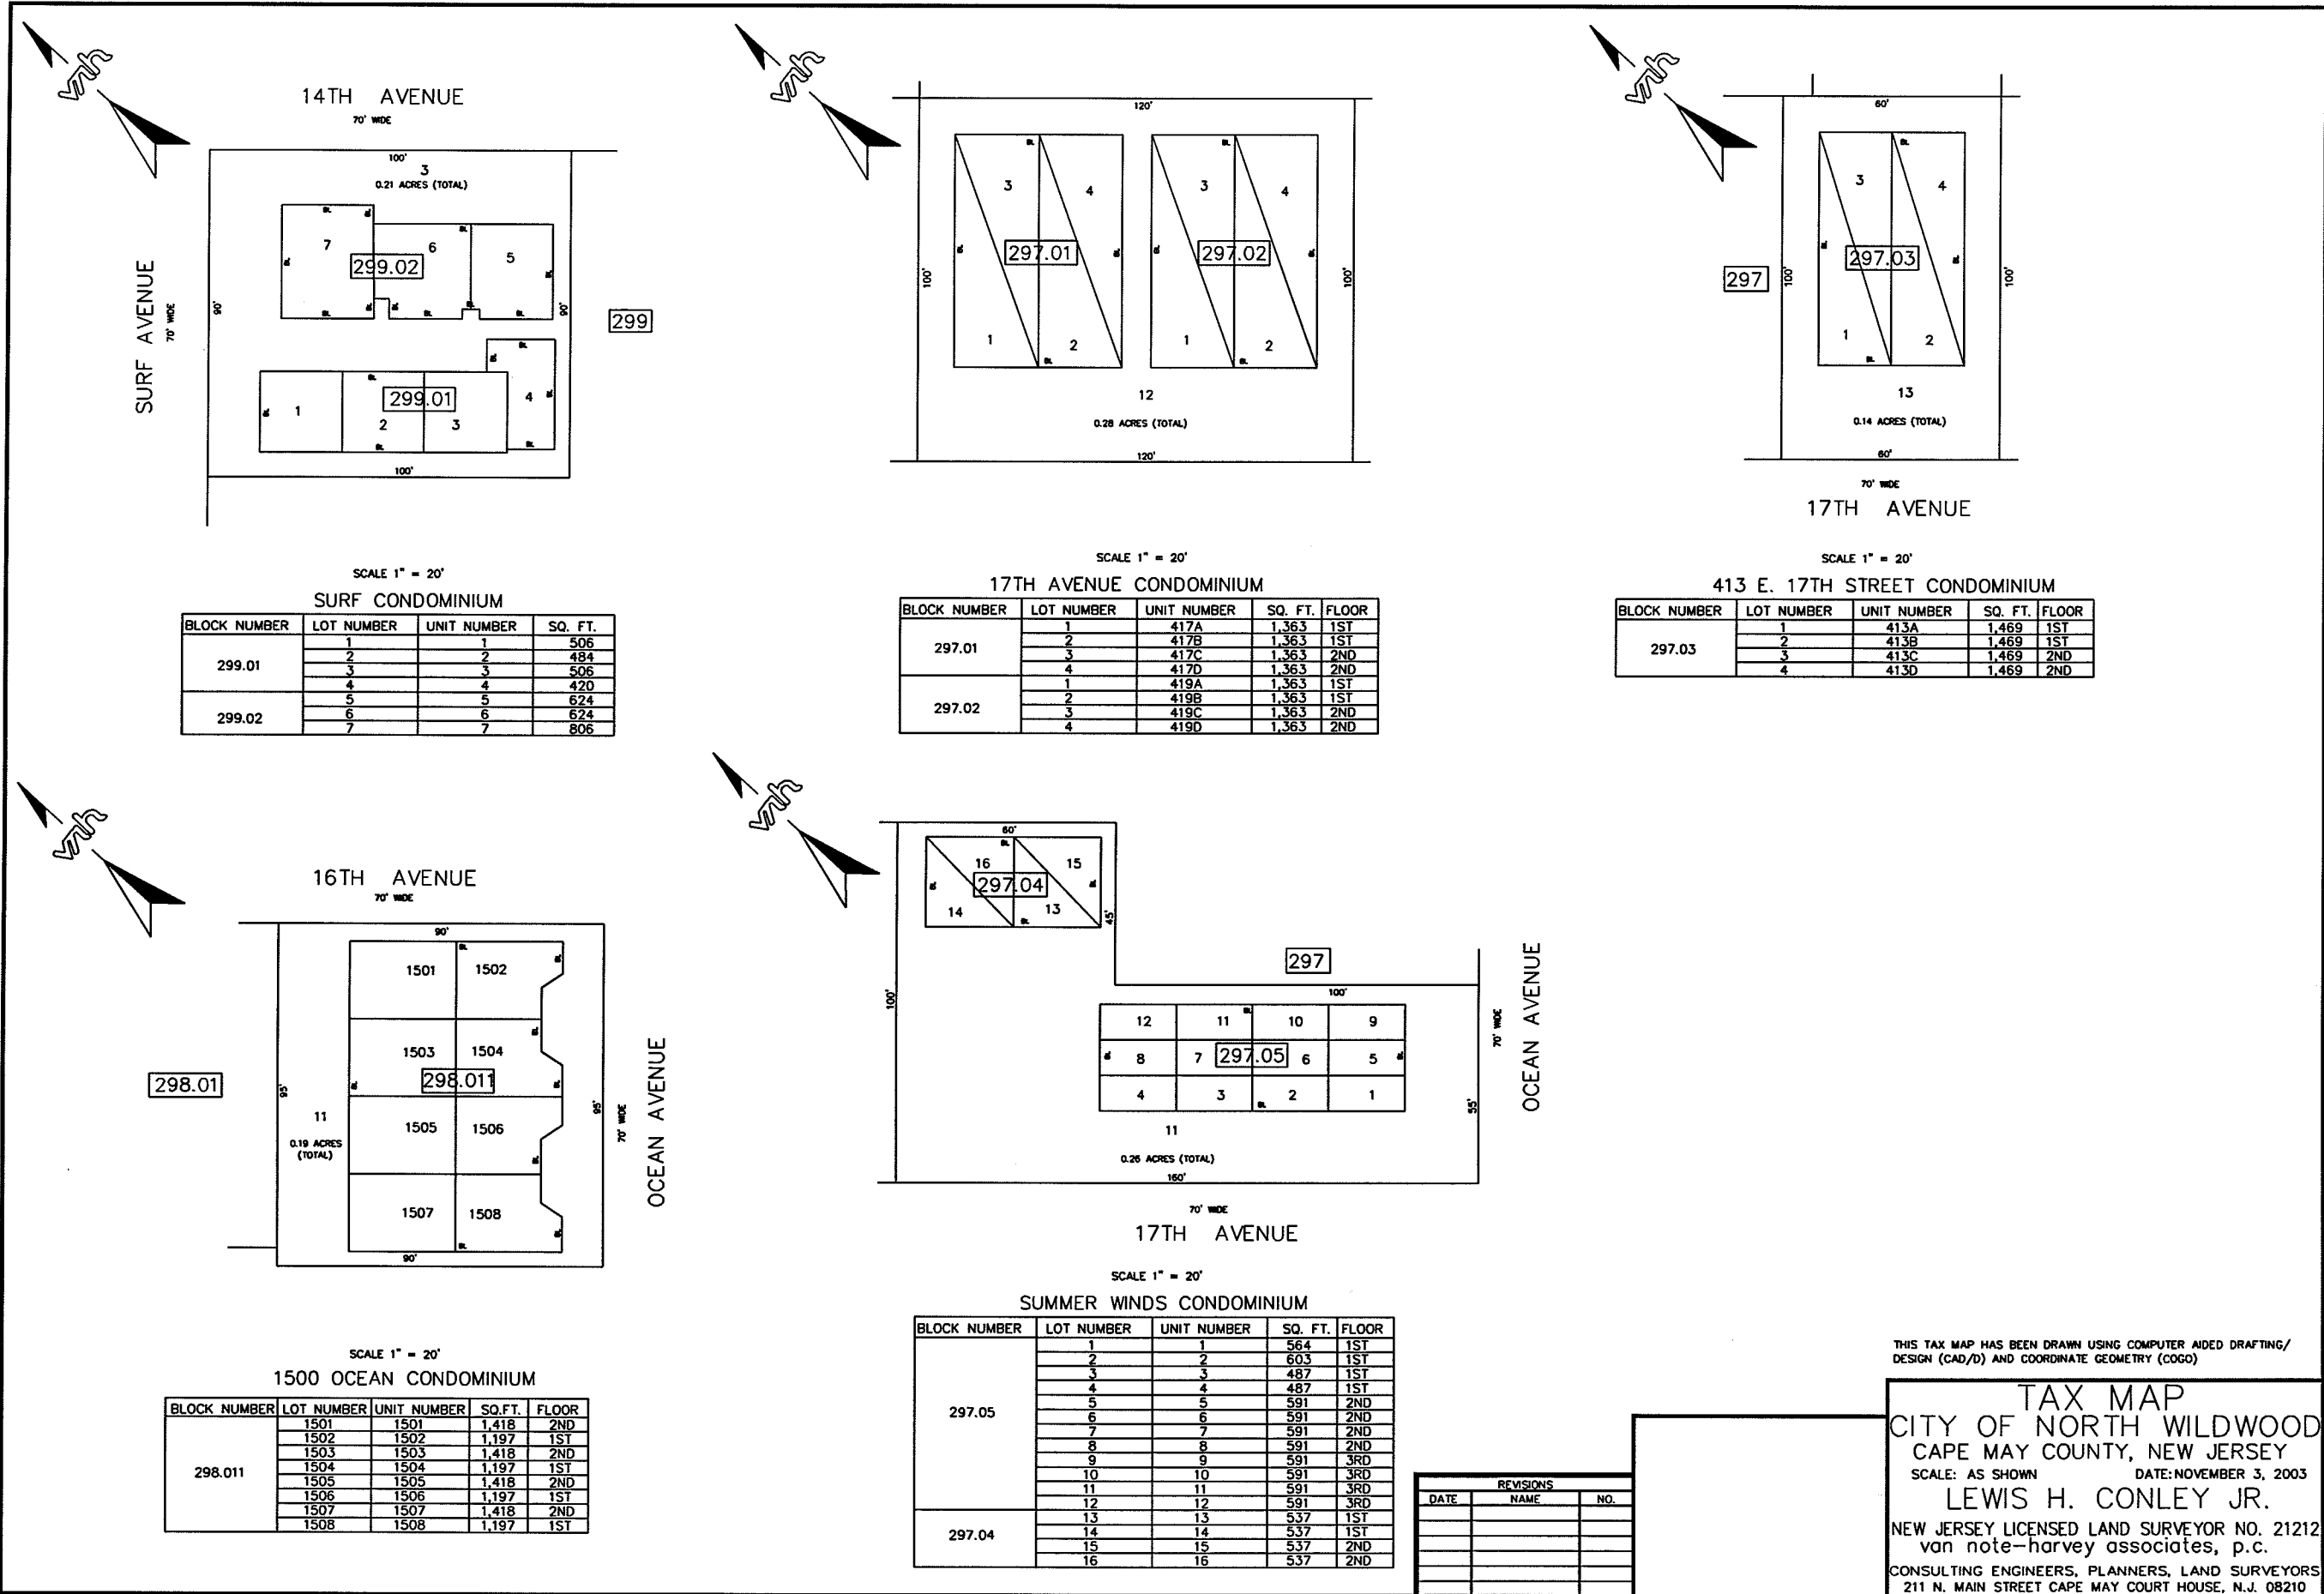 14TH AVENUE
70' WIDE
100'
3
0.21 ACRES (TOTAL)
7
6
5
299.02
SURF AVENUE
70' WIDE
90'
90'
299
1
2
3
4
299.01
100'
SCALE 1" = 20'
SURF CONDOMINIUM
BLOCK NUMBER LOT NUMBER UNIT NUMBER SQ. FT.
299.01
1 1 506
2 2 484
3 3 506
4 4 420
299.02
5 5 624
6 6 624
7 7 806
120'
3 4 3 4
297.01 297.02
100'
100'
1 2 1 2
12
0.28 ACRES (TOTAL)
120'
SCALE 1" = 20'
17TH AVENUE CONDOMINIUM
BLOCK NUMBER LOT NUMBER UNIT NUMBER SQ. FT. FLOOR
297.01
1 417A 1,363 1ST
2 417B 1,363 1ST
3 417C 1,363 2ND
4 417D 1,363 2ND
297.02
1 419A 1,363 1ST
2 419B 1,363 1ST
3 419C 1,363 2ND
4 419D 1,363 2ND
60'
3 4
297.03
297
100'
100'
1 2
13
0.14 ACRES (TOTAL)
60'
70' WIDE
17TH AVENUE
SCALE 1" = 20'
413 E. 17TH STREET CONDOMINIUM
BLOCK NUMBER LOT NUMBER UNIT NUMBER SQ. FT. FLOOR
297.03
1 413A 1,469 1ST
2 413B 1,469 1ST
3 413C 1,469 2ND
4 413D 1,469 2ND
16TH AVENUE
70' WIDE
90'
1501 1502
1503 1504
298.011
298.01
95'
95'
11
0.19 ACRES
(TOTAL)
1505 1506
1507 1508
90'
70' WIDE
OCEAN AVENUE
SCALE 1" = 20'
1500 OCEAN CONDOMINIUM
BLOCK NUMBER LOT NUMBER UNIT NUMBER SQ.FT. FLOOR
298.011
1501 1501 1,418 2ND
1502 1502 1,197 1ST
1503 1503 1,418 2ND
1504 1504 1,197 1ST
1505 1505 1,418 2ND
1506 1506 1,197 1ST
1507 1507 1,418 2ND
1508 1508 1,197 1ST
60'
16 15
297.04
14 13
45'
100'
297
100'
12 11 10 9
8 7 297.05 6 5
4 3 2 1
11
0.26 ACRES (TOTAL)
160'
55'
70' WIDE
OCEAN AVENUE
70' WIDE
17TH AVENUE
SCALE 1" = 20'
SUMMER WINDS CONDOMINIUM
BLOCK NUMBER LOT NUMBER UNIT NUMBER SQ. FT. FLOOR
297.05
1 1 564 1ST
2 2 603 1ST
3 3 487 1ST
4 4 487 1ST
5 5 591 2ND
6 6 591 2ND
7 7 591 2ND
8 8 591 2ND
9 9 591 3RD
10 10 591 3RD
11 11 591 3RD
12 12 591 3RD
297.04
13 13 537 1ST
14 14 537 1ST
15 15 537 2ND
16 16 537 2ND
REVISIONS
DATE NAME NO.
THIS TAX MAP HAS BEEN DRAWN USING COMPUTER AIDED DRAFTING/
DESIGN (CAD/D) AND COORDINATE GEOMETRY (COGO)
TAX MAP
CITY OF NORTH WILDWOOD
CAPE MAY COUNTY, NEW JERSEY
SCALE: AS SHOWN DATE: NOVEMBER 3, 2003
LEWIS H. CONLEY JR.
NEW JERSEY LICENSED LAND SURVEYOR NO. 21212
van note-harvey associates, p.c.
CONSULTING ENGINEERS, PLANNERS, LAND SURVEYORS
211 N. MAIN STREET CAPE MAY COURT HOUSE, N.J. 08210